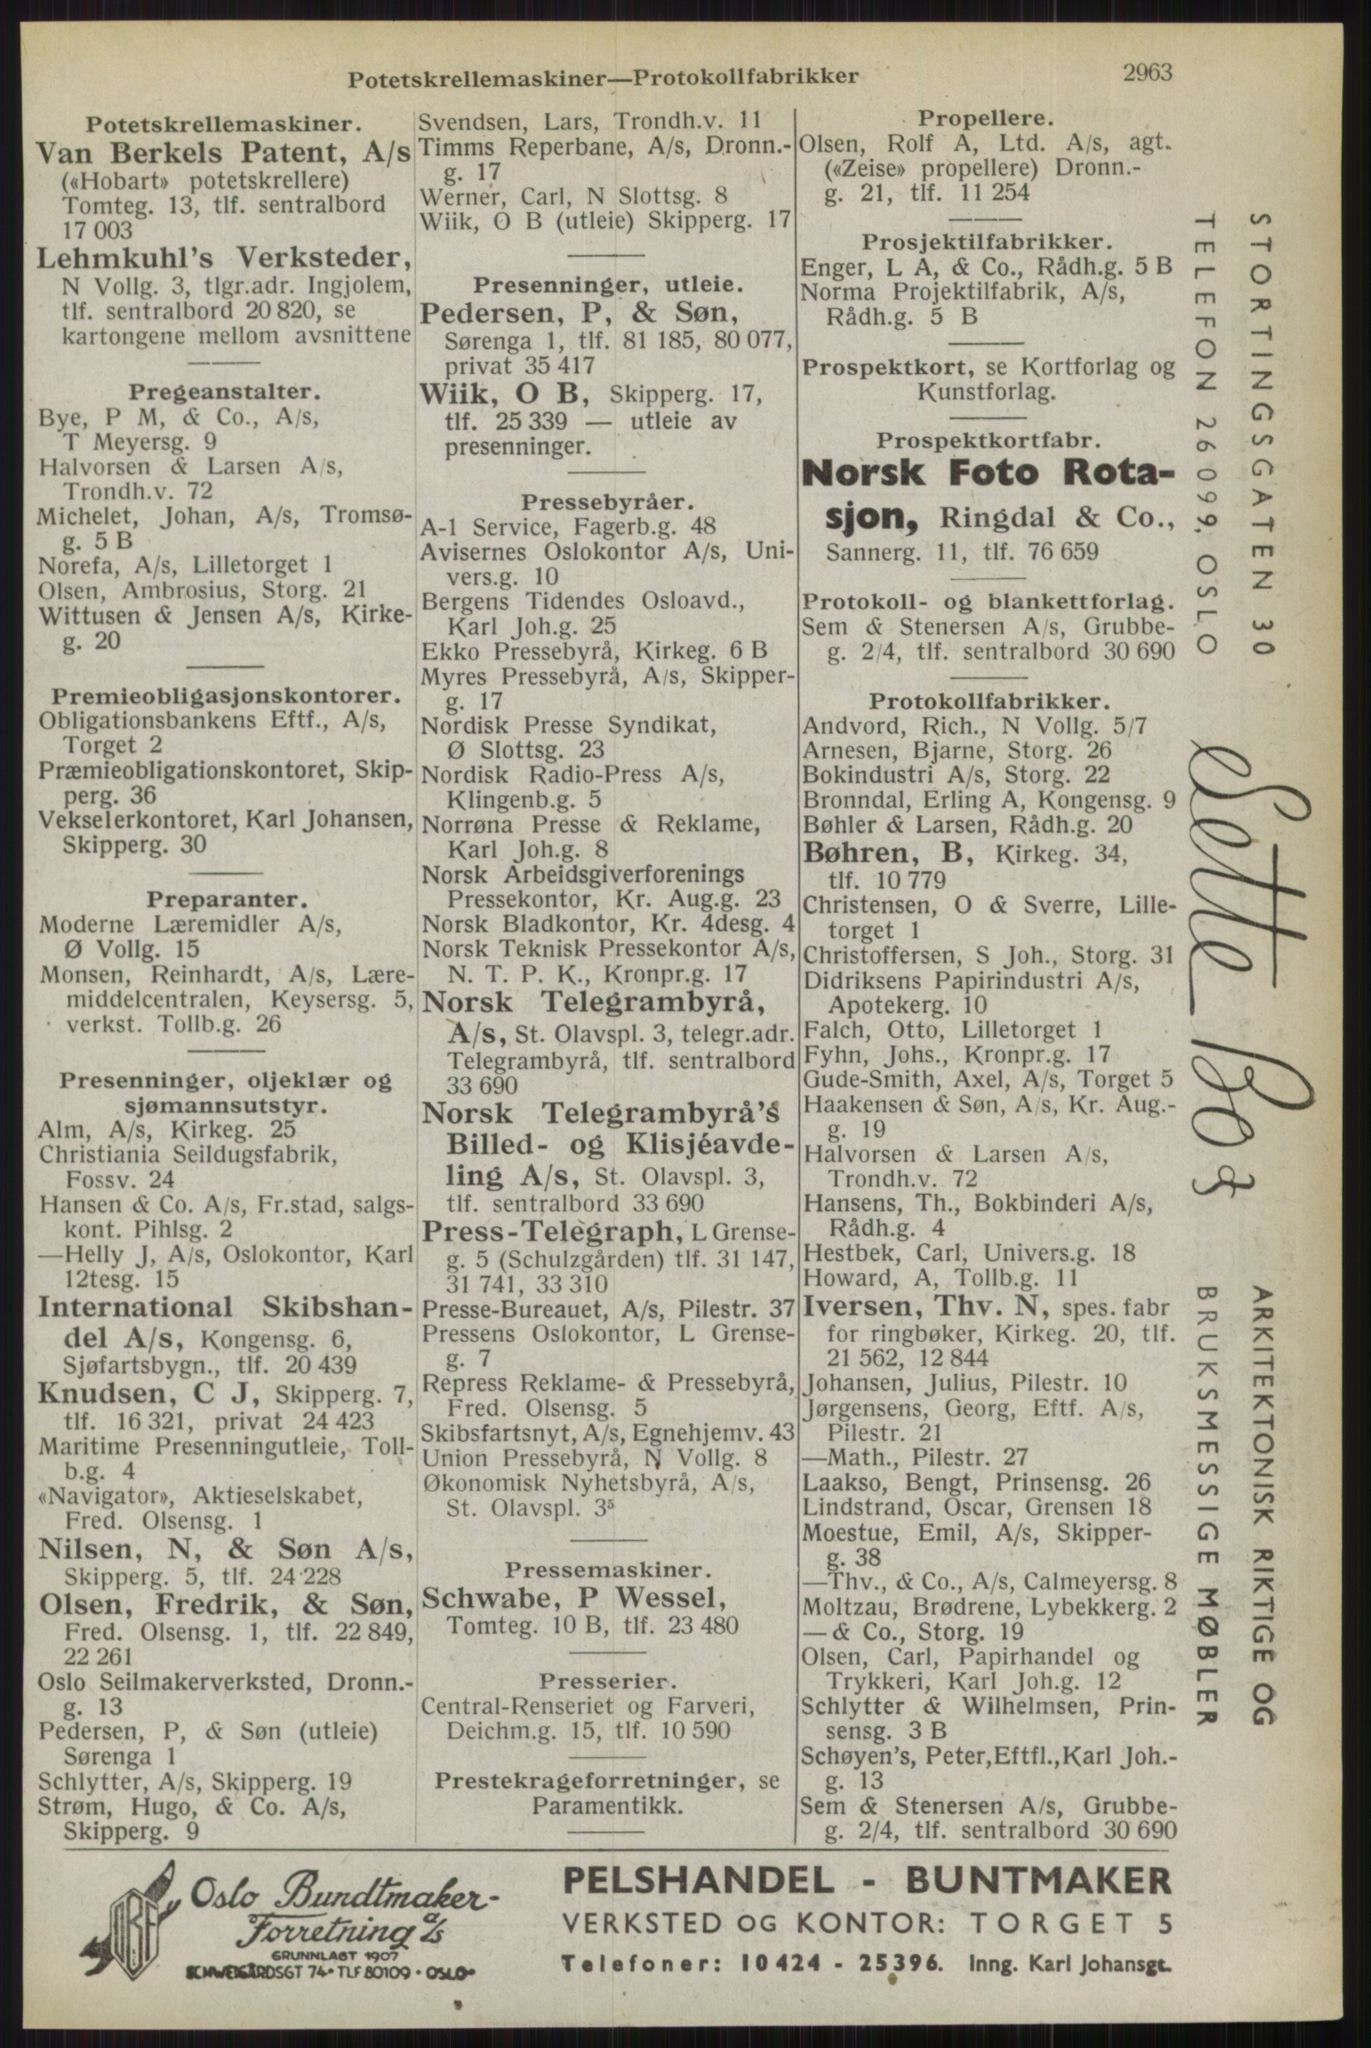 Potetskrellemaskiner—Protokollfabrikker
2963
Potetskrellemaskiner.
Van Berkels Patent, A/s
(«Hobart» potetskrellere)
Tomteg. 13, tlf. sentralbord
17 003
Lehmkuhl's Verksteder,
N Vollg. 3, tlgr.adr. Ingjolem,
tlf. sentralbord 20 820, se
kartongene mellom avsnittene
Pregeanstalter.
Bye, P M, & Co., A/s,
T Meyersg. 9
Halvorsen & Larsen A/s,
Trondh.v. 72
Michelet, Johan, A/s, Tromsø-
g. 5 B
Norefa, A/s, Lilletorget 1
Olsen, Ambrosius, Storg. 21
Wittusen & Jensen A/s, Kirke-
g. 20
Premieobligasjonskontorer.
Obligationsbankens Eftf., A/s,
Torget 2
Præmieobligationskontoret, Skip-
perg. 36
Vekselerkontoret, Karl Johansen,
Skipperg. 30
Preparanter.
Moderne Læremidler A/s,
Ø Vollg. 15
Monsen, Reinhardt, A/s, Lære-
middelcentralen, Keysersg. 5,
verkst. Tollb.g. 26
Presenninger, oljeklær og
sjømannsutstyr.
Alm, A/s, Kirkeg. 25
Christiania Seildugsfabrik,
Fossv. 24
Hansen & Co. A/s, Fr.stad, salgs-
kont. Pihlsg. 2
—Helly J, A/s, Oslokontor, Karl
12tesg. 15
International Skibshan-
del A/s, Kongensg. 6,
Sjøfartsbygn., tlf. 20 439
Knudsen, C J, Skipperg. 7,
tlf. 16 321, privat 24 423
Maritime Presenningutleie, Toll-
b.g. 4
«Navigator», Aktieselskabet,
Fred. Olsensg. 1
Nilsen, N, & Søn A/s,
Skipperg. 5, tlf. 24 228
Olsen, Fredrik, & Søn,
Fred. Olsensg. 1, tlf. 22 849,
22 261
Oslo Seilmakerverksted, Dronn.-
g. 13
Pedersen, P, & Søn (utleie)
Sørenga 1
Schlytter, A/s, Skipperg. 19
Strøm, Hugo, & Co. A/s,
Skipperg. 9
Svendsen, Lars, Trondh.v. 11
Timms Reperbane, A/s, Dronn.-
g. 17
Werner, Carl, N Slottsg. 8
Wiik, O B (utleie) Skipperg. 17
Presenninger, utleie.
Pedersen, P, & Søn,
Sørenga 1, tlf. 81 185, 80 077,
privat 35 417
Wiik, O B, Skipperg. 17,
tlf. 25 339 — utleie av
presenninger.
Pressebyråer.
A-1 Service, Fagerb.g. 48
Avisernes Oslokontor A/s, Uni-
vers.g. 10
Bergens Tidendes Osloavd.,
Karl Joh.g. 25
Ekko Pressebyrå, Kirkeg. 6 B
Myres Pressebyrå, A/s, Skipper-
g. 17
Nordisk Presse Syndikat,
Ø Slottsg. 23
Nordisk Radio-Press A/s,
Klingenb.g. 5
Norrøna Presse & Reklame,
Karl Joh.g. 8
Norsk Arbeidsgiverforenings
Pressekontor, Kr. Aug.g. 23
Norsk Bladkontor, Kr. 4desg. 4
Norsk Teknisk Pressekontor A/s,
N. T. P. K., Kronpr.g. 17
Norsk Telegrambyrå,
A/s, St. Olavspl. 3, telegr.adr.
Telegrambyrå, tlf. sentralbord
33 690
Norsk Telegrambyrå's
Billed- og Klisjéavde-
ling A/s, St. Olavspl. 3,
tlf. sentralbord 33 690
Press-Telegraph, L Grense-
g. 5 (Schulzgården) tlf. 31 147,
31 741, 33 310
Presse-Bureauet, A/s, Pilestr. 37
Pressens Oslokontor, L Grense-
g. 7
Repress Reklame- & Pressebyrå,
Fred. Olsensg. 5
Skibsfartsnyt, A/s, Egnehjemv. 43
Union Pressebyrå, N Vollg. 8
Økonomisk Nyhetsbyrå, A/s,
St. Olavspl. 3⁵
Pressemaskiner.
Schwabe, P Wessel,
Tomteg. 10 B, tlf. 23 480
Presserier.
Central-Renseriet og Farveri,
Deichm.g. 15, tlf. 10 590
Prestekrageforretninger, se
Paramentikk.
Propellere.
Olsen, Rolf A, Ltd. A/s, agt.
(«Zeise» propellere) Dronn.-
g. 21, tlf. 11 254
Prosjektilfabrikker.
Enger, L A, & Co., Rådh.g. 5 B
Norma Projektilfabrik, A/s,
Rådh.g. 5 B
Prospektkort, se Kortforlag og
Kunstforlag.
Prospektkortfabr.
Norsk Foto Rota-
sjon, Ringdal & Co.,
Sannerg. 11, tlf. 76 659
Protokoll- og blankettforlag.
Sem & Stenersen A/s, Grubbe-
g. 2/4, tlf. sentralbord 30 690
Protokollfabrikker.
Andvord, Rich., N Vollg. 5/7
Arnesen, Bjarne, Storg. 26
Bokindustri A/s, Storg. 22
Bronndal, Erling A, Kongensg. 9
Bøhler & Larsen, Rådh.g. 20
Bøhren, B, Kirkeg. 34,
tlf. 10 779
Christensen, O & Sverre, Lille-
torget 1
Christoffersen, S Joh., Storg. 31
Didriksens Papirindustri A/s,
Apotekerg. 10
Falch, Otto, Lilletorget 1
Fyhn, Johs., Kronpr.g. 17
Gude-Smith, Axel, A/s, Torget 5
Haakensen & Søn, A/s, Kr. Aug.-
g. 19
Halvorsen & Larsen A/s,
Trondh.v. 72
Hansens, Th., Bokbinderi A/s,
Rådh.g. 4
Hestbek, Carl, Univers.g. 18
Howard, A, Tollb.g. 11
Iversen, Thv. N, spes. fabr
for ringbøker, Kirkeg. 20, tlf.
21 562, 12 844
Johansen, Julius, Pilestr. 10
Jørgensens, Georg, Eftf. A/s,
Pilestr. 21
—Math., Pilestr. 27
Laakso, Bengt, Prinsensg. 26
Lindstrand, Oscar, Grensen 18
Moestue, Emil, A/s, Skipper-
g. 38
—Thv., & Co., A/s, Calmeyersg. 8
Moltzau, Brødrene, Lybekkerg. 2
—& Co., Storg. 19
Olsen, Carl, Papirhandel og
Trykkeri, Karl Joh.g. 12
Schlytter & Wilhelmsen, Prin-
sensg. 3 B
Schøyen's, Peter,Eftfl.,Karl Joh.-
g. 13
Sem & Stenersen A/s, Grubbe-
g. 2/4, tlf. sentralbord 30 690
STORTINGSGATEN 30
TELEFON 26099, OSLO
Sette Bo?
ARKITEKTONISK RIKTIGE OG
BRUKSMESSIGE MØBLER
Oslo Bundtmaker-
Forretning A/s
GRUNNLAGT 1907
SCHWEIGÅRDSGT 74 • TLF 80109 • OSLO
PELSHANDEL - BUNTMAKER
VERKSTED OG KONTOR: TORGET 5
Telefoner: 10424 - 25396. Inng. Karl Johansgt.